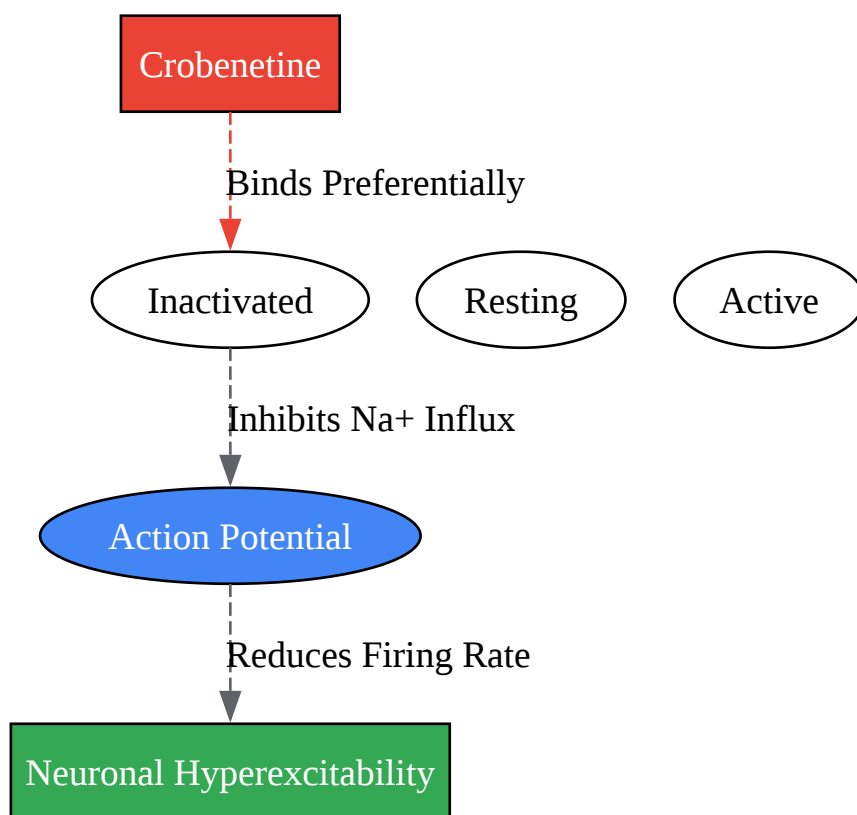 Crobenetine
Binds Preferentially
Inactivated
Resting
Active
Inhibits Na+ Influx
Action Potential
Reduces Firing Rate
Neuronal Hyperexcitability